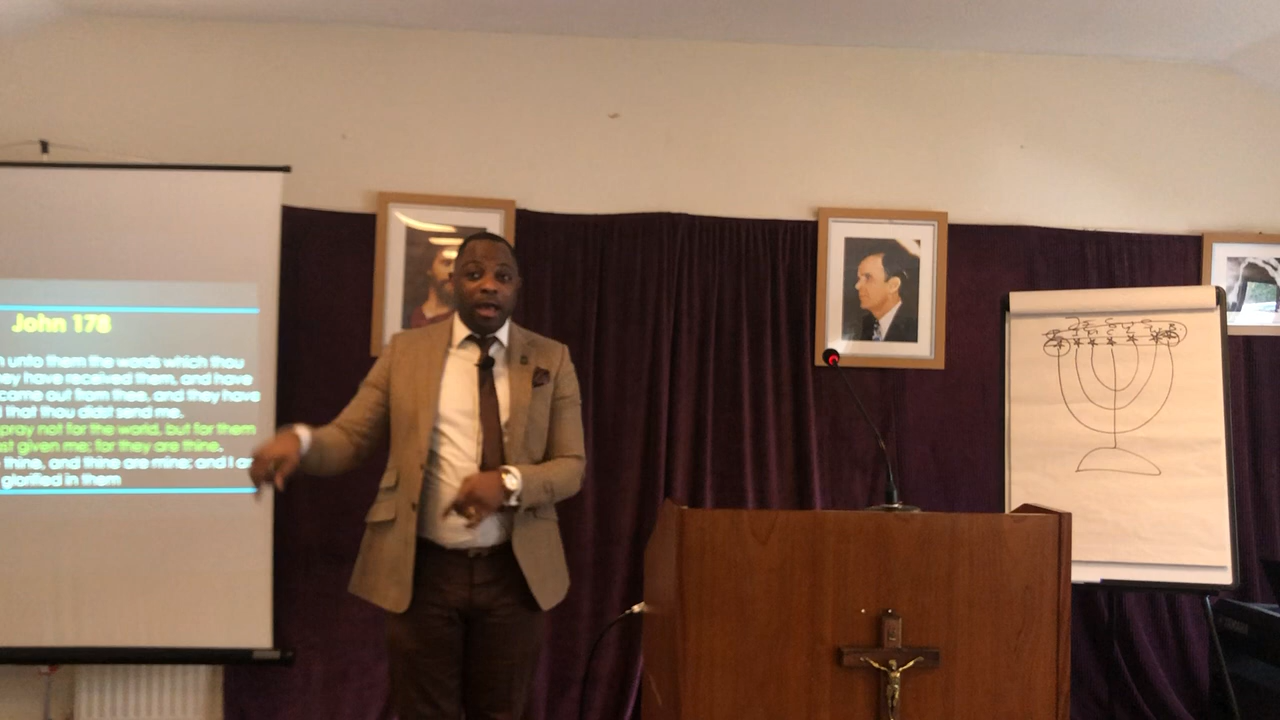 John 178
unto them the words which thou
they have received them, and have
came out from thee, and they have
that thou didst send me.
pray not for the world, but for them
given me: for they are thine.
thine, and thine are mine; and I
glorified in them